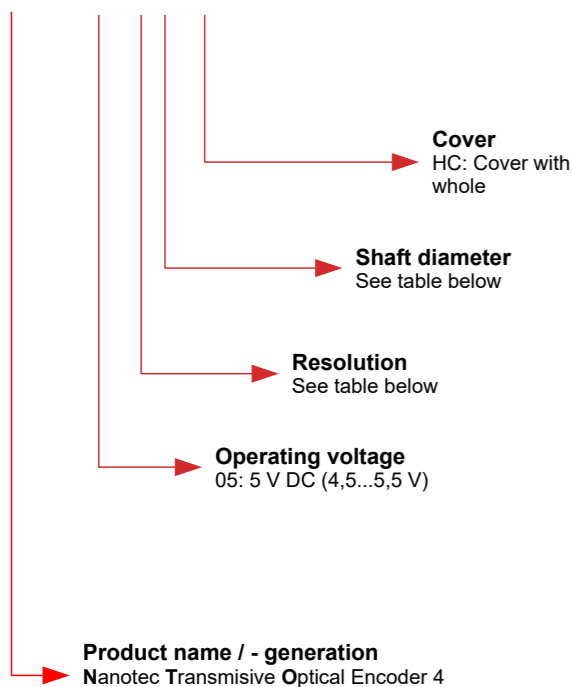 Cover
HC: Cover with
whole
Shaft diameter
See table below
Resolution
See table below
Operating voltage
05: 5 V DC (4,5...5,5 V)
Product name / - generation
Nanotec Transmisive Optical Encoder 4